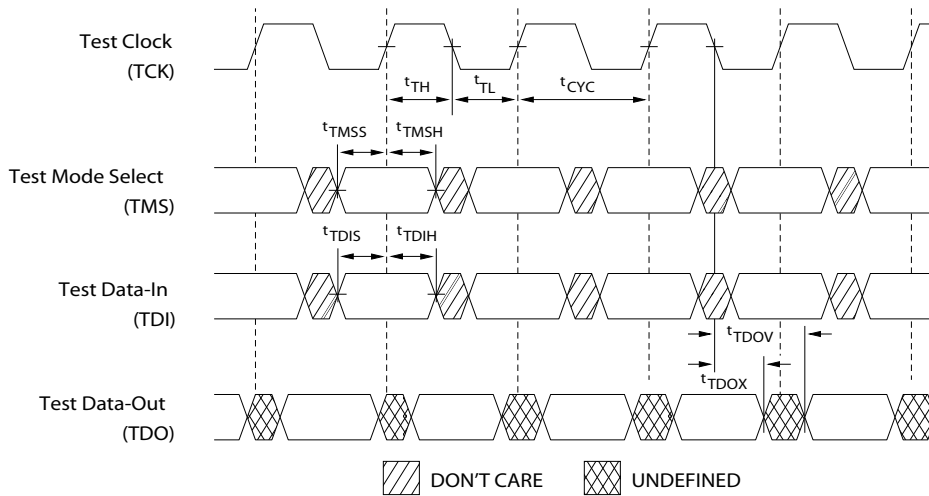 Test Clock
(TCK)
tTH
tTL
tCYC
tTMSS
tTMSH
Test Mode Select
(TMS)
tTDIS
tTDIH
Test Data-In
(TDI)
tTDOV
tTDOX
Test Data-Out
(TDO)
DON'T CARE
UNDEFINED